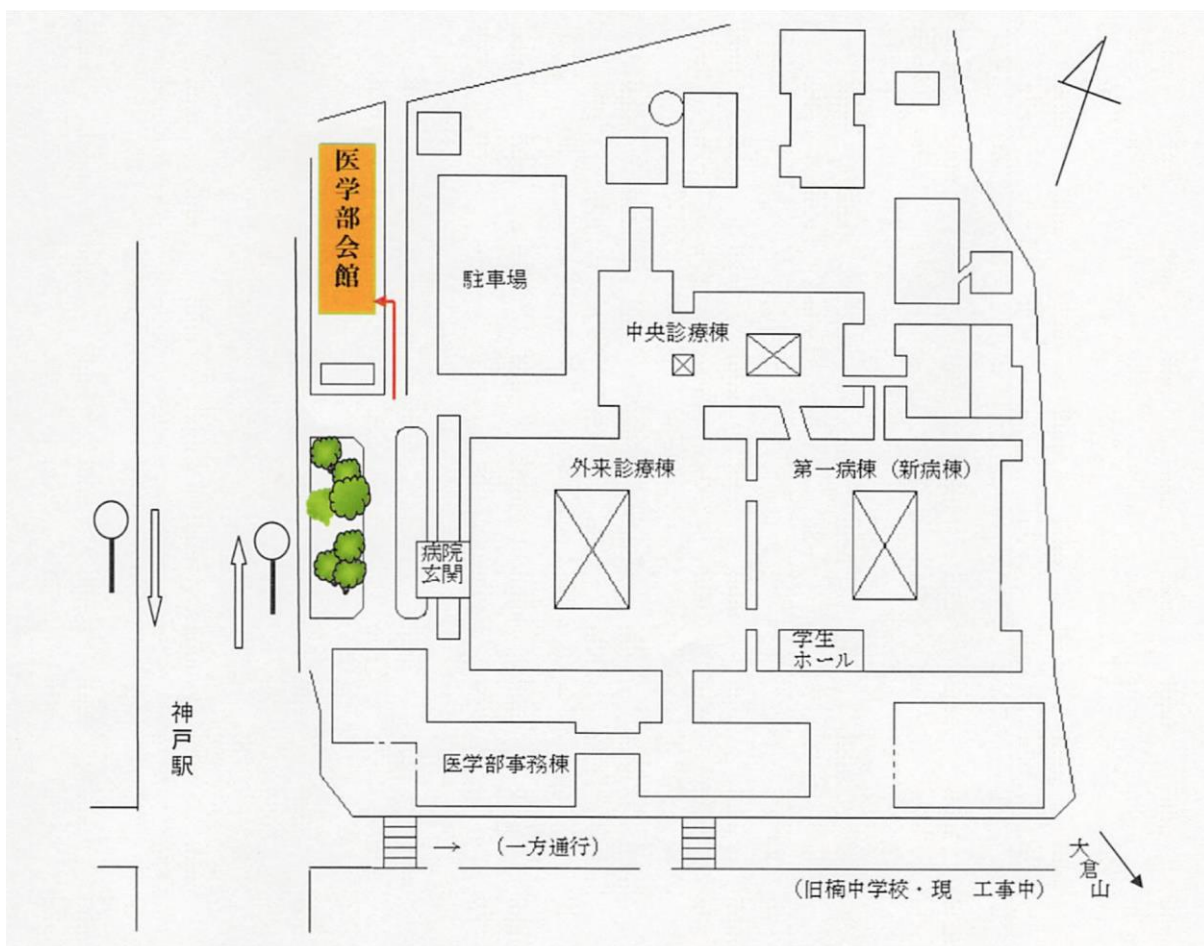 医学部会館
駐車場
中央診療棟
外来診療棟
第一病棟（新病棟）
病院
玄関
学生
ホール
神戸駅
医学部事務棟
→ （一方通行）
大倉山
（旧楠中学校・現　工事中）